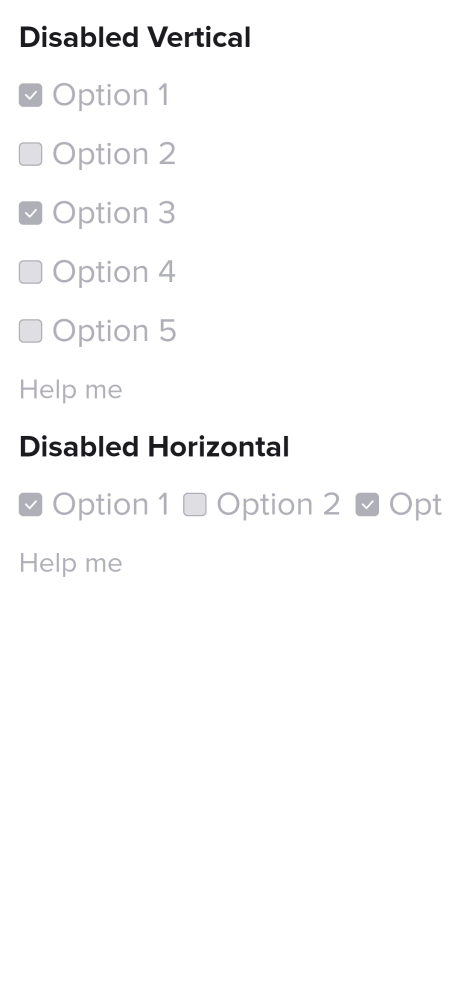 Disabled Vertical
Option 1
Option 2
Option 3
Option 4
Option 5
Help me
Disabled Horizontal
Option 1 Option 2 Opt
Help me